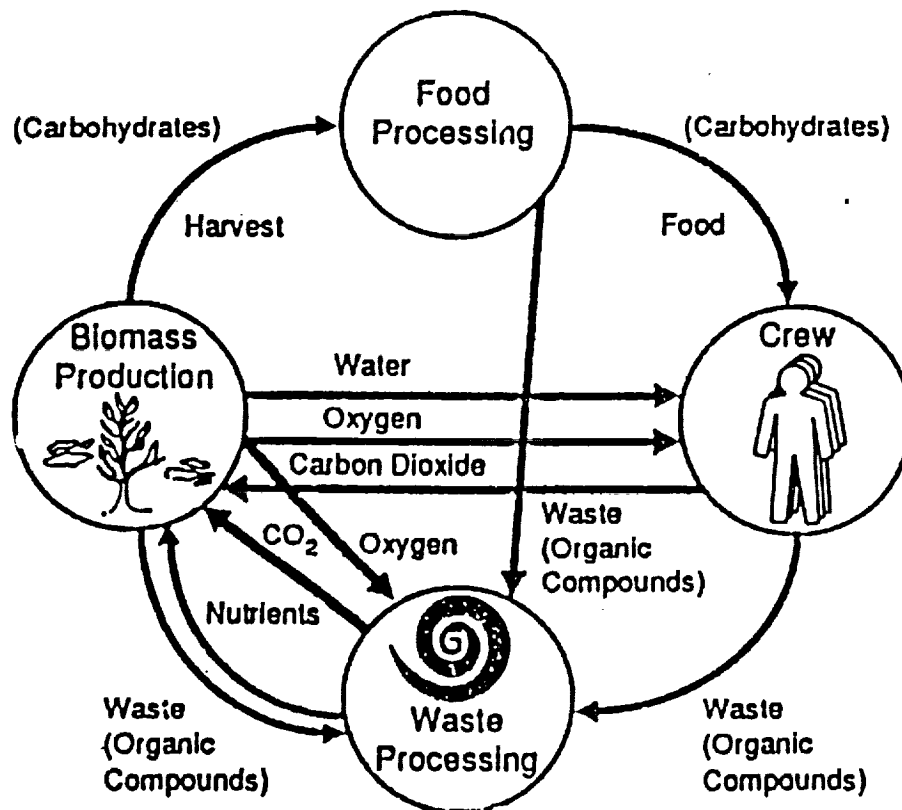 Food
Processing
(Carbohydrates)
(Carbohydrates)
Harvest
Food
Biomass
Production
Crew
Water
Oxygen
Carbon Dioxide
CO₂
Oxygen
Waste
(Organic
Compounds)
Nutrients
G
Waste
Processing
Waste
(Organic
Compounds)
Waste
(Organic
Compounds)